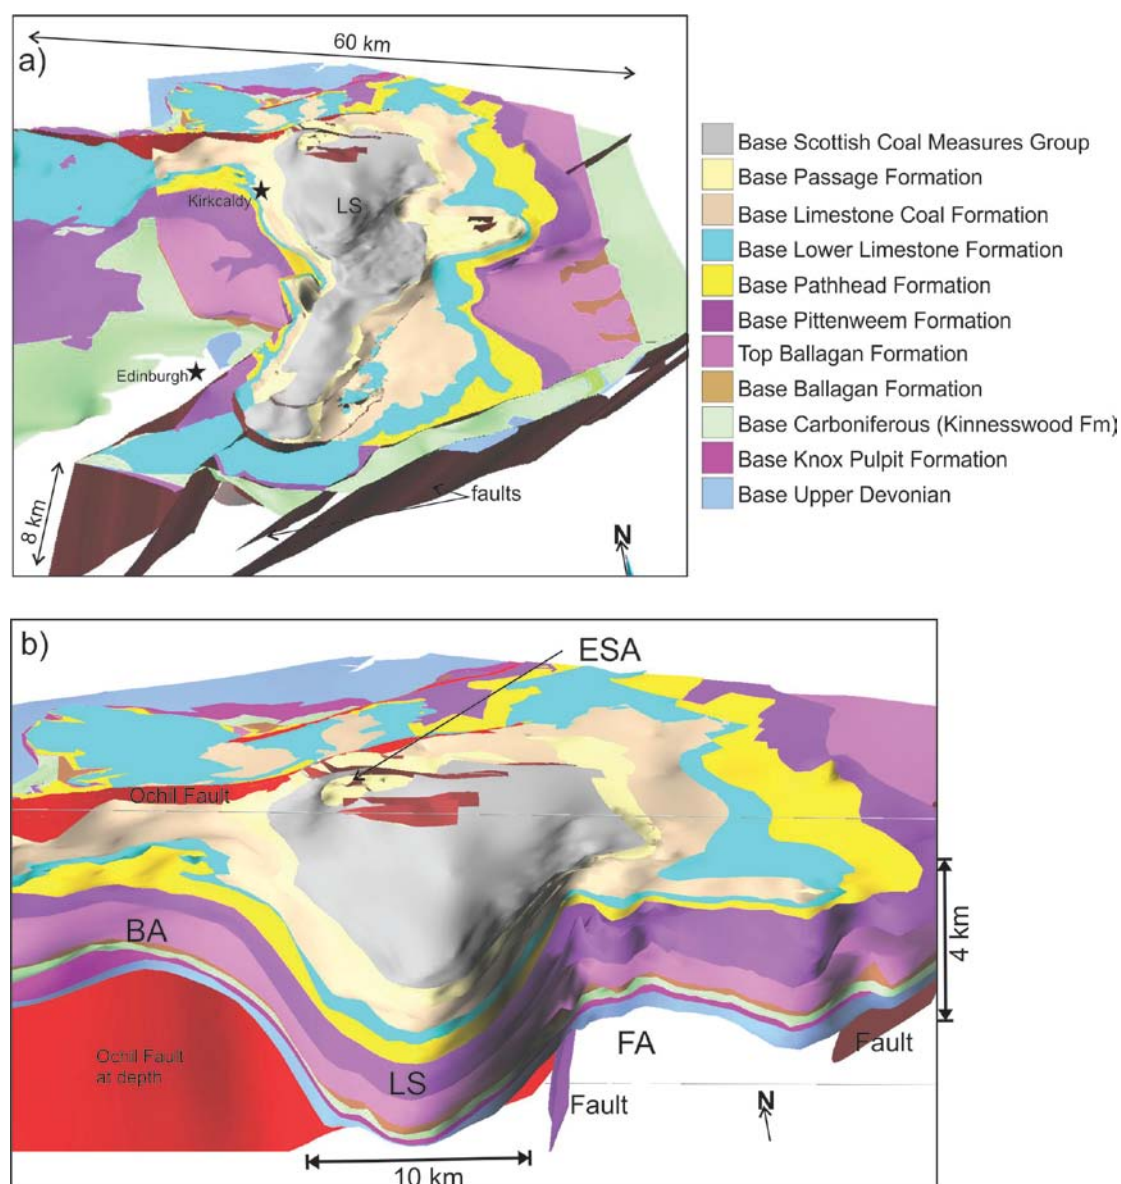 a)
60 km
Kirkcaldy
LS
Edinburgh
faults
8 km
N
Base Scottish Coal Measures Group
Base Passage Formation
Base Limestone Coal Formation
Base Lower Limestone Formation
Base Pathhead Formation
Base Pittenweem Formation
Top Ballagan Formation
Base Ballagan Formation
Base Carboniferous (Kinnesswood Fm)
Base Knox Pulpit Formation
Base Upper Devonian
b)
ESA
Ochil Fault
BA
4 km
Ochil Fault
at depth
LS
FA
Fault
Fault
N
10 km